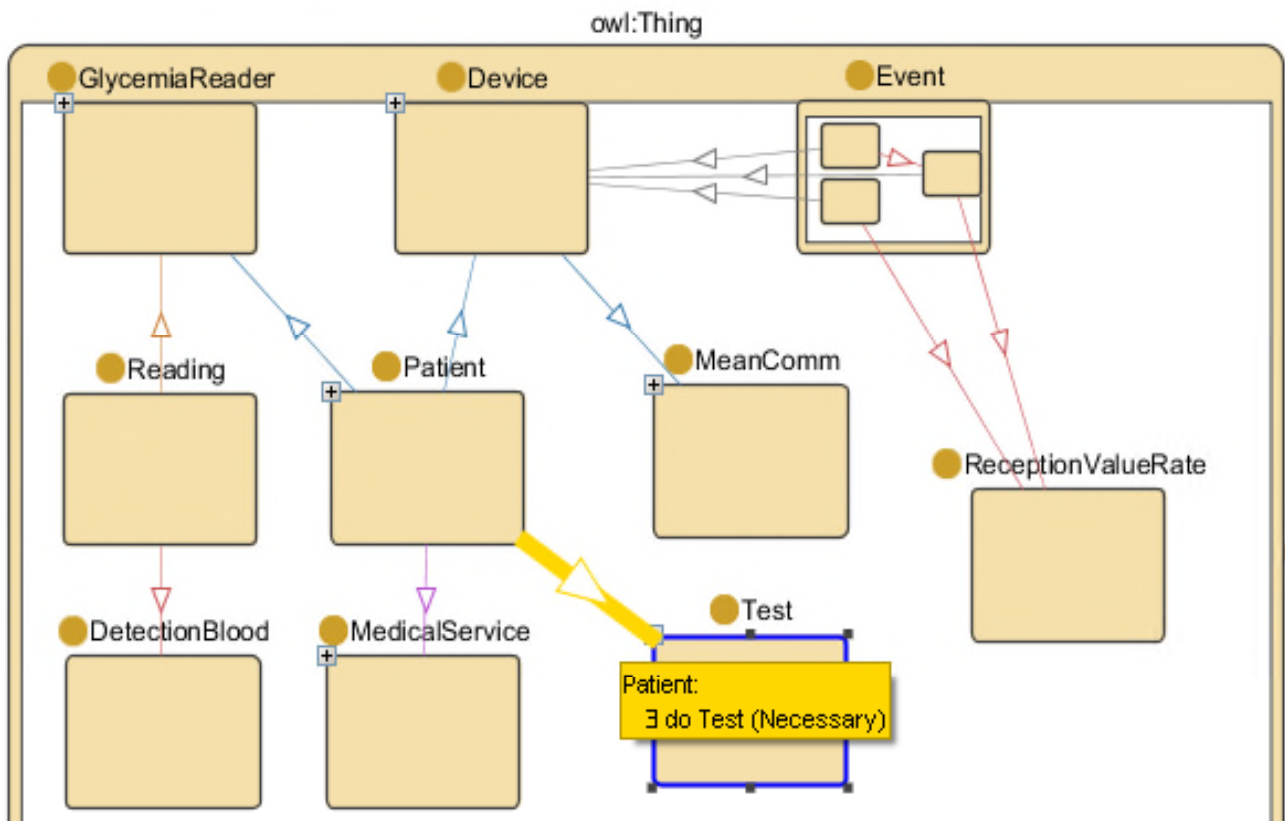 owl:Thing
GlycemiaReader
Device
Event
Reading
Patient
MeanComm
ReceptionValueRate
DetectionBlood
MedicalService
Test
Patient:
∃ do Test (Necessary)